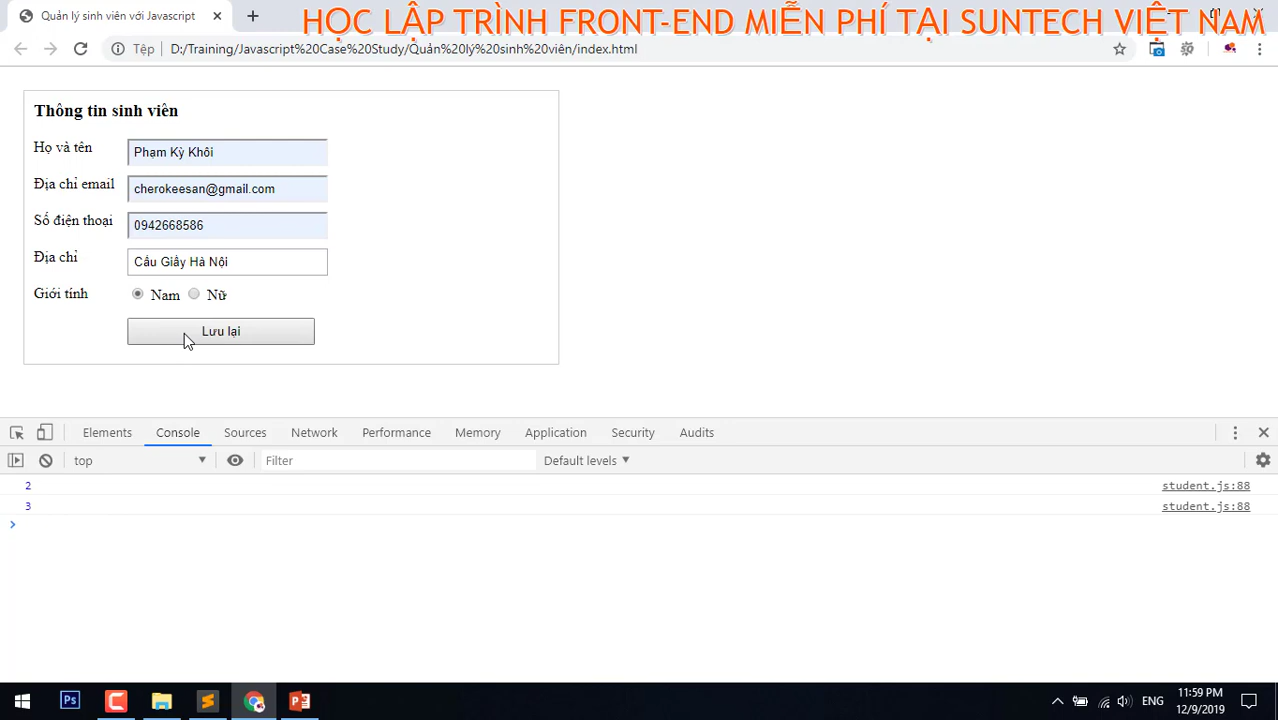 Quản lý sinh viên với Javascript
HỌC LẬP TRÌNH FRONT-END MIỄN PHÍ TẠI SUNTECH VIỆT NAM
Tệp
D:/Training/Javascript%20Case%20Study/Quản%20lý%20sinh%20viên/index.html
Thông tin sinh viên
Họ và tên Phạm Kỳ Khôi
Địa chỉ email cherokeesan@gmail.com
Số điện thoại 0942668586
Địa chỉ Cầu Giấy Hà Nội
Giới tính Nam Nữ
Lưu lại
Elements Console Sources Network Performance Memory Application Security Audits
top Filter Default levels
2 student.js:88
3 student.js:88
Ps
ENG
11:59 PM
12/9/2019